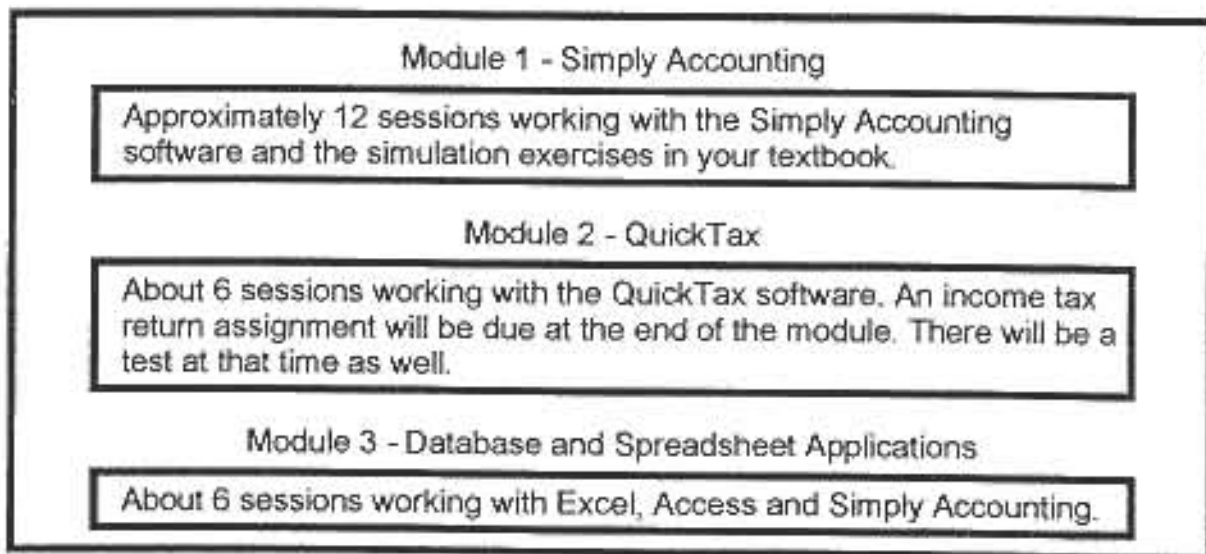 Module 1 - Simply Accounting
Approximately 12 sessions working with the Simply Accounting
software and the simulation exercises in your textbook.
Module 2 - QuickTax
About 6 sessions working with the QuickTax software. An income tax
return assignment will be due at the end of the module. There will be a
test at that time as well.
Module 3 - Database and Spreadsheet Applications
About 6 sessions working with Excel, Access and Simply Accounting.